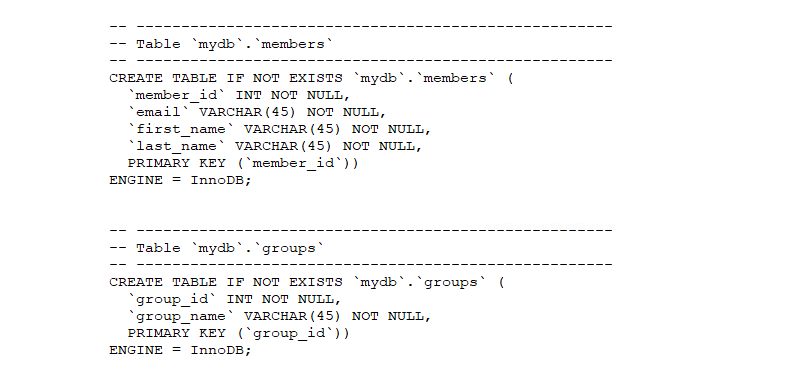 -- -----------------------------------------------------
-- Table `mydb`.`members`
-- -----------------------------------------------------
CREATE TABLE IF NOT EXISTS `mydb`.`members` (
  `member_id` INT NOT NULL,
  `email` VARCHAR(45) NOT NULL,
  `first_name` VARCHAR(45) NOT NULL,
  `last_name` VARCHAR(45) NOT NULL,
  PRIMARY KEY (`member_id`))
ENGINE = InnoDB;
-- -----------------------------------------------------
-- Table `mydb`.`groups`
-- -----------------------------------------------------
CREATE TABLE IF NOT EXISTS `mydb`.`groups` (
  `group_id` INT NOT NULL,
  `group_name` VARCHAR(45) NOT NULL,
  PRIMARY KEY (`group_id`))
ENGINE = InnoDB;